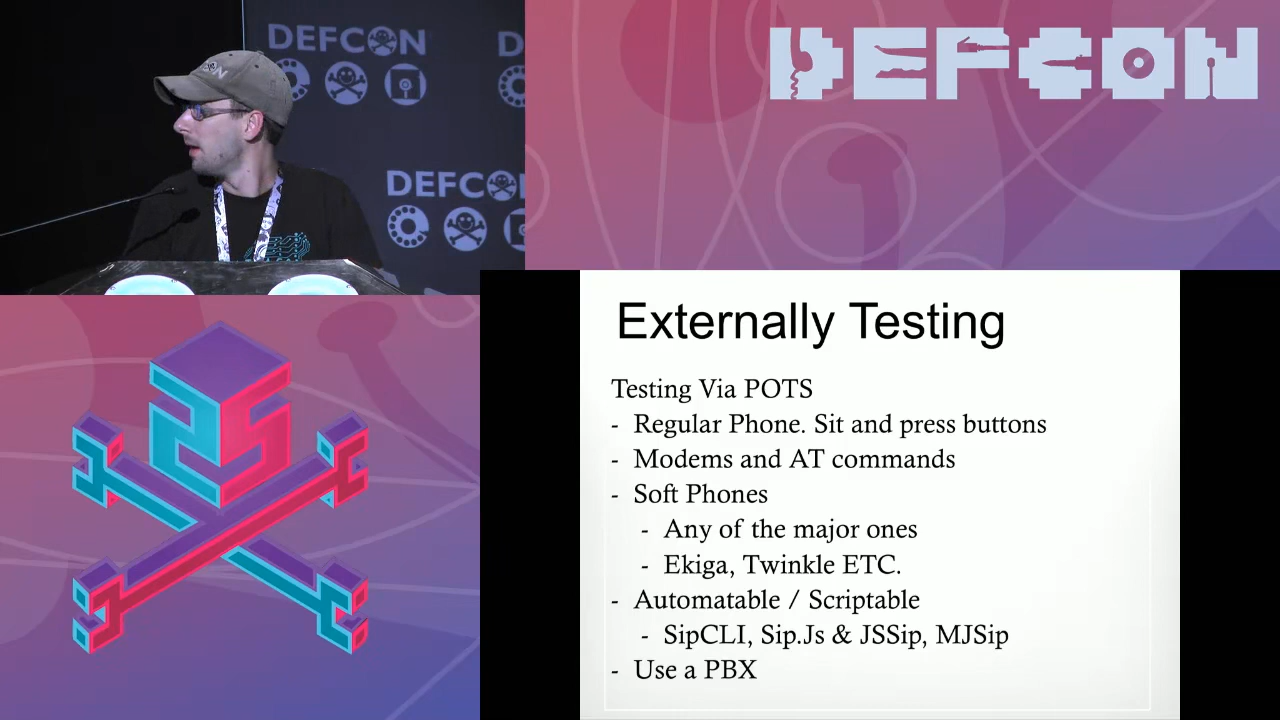 DEFCON
D
DEFCON
DEFCON
Externally Testing
Testing Via POTS
- Regular Phone. Sit and press buttons
- Modems and AT commands
- Soft Phones
- Any of the major ones
- Ekiga, Twinkle ETC.
- Automatable / Scriptable
- SipCLI, Sip.Js & JSSip, MJSip
- Use a PBX